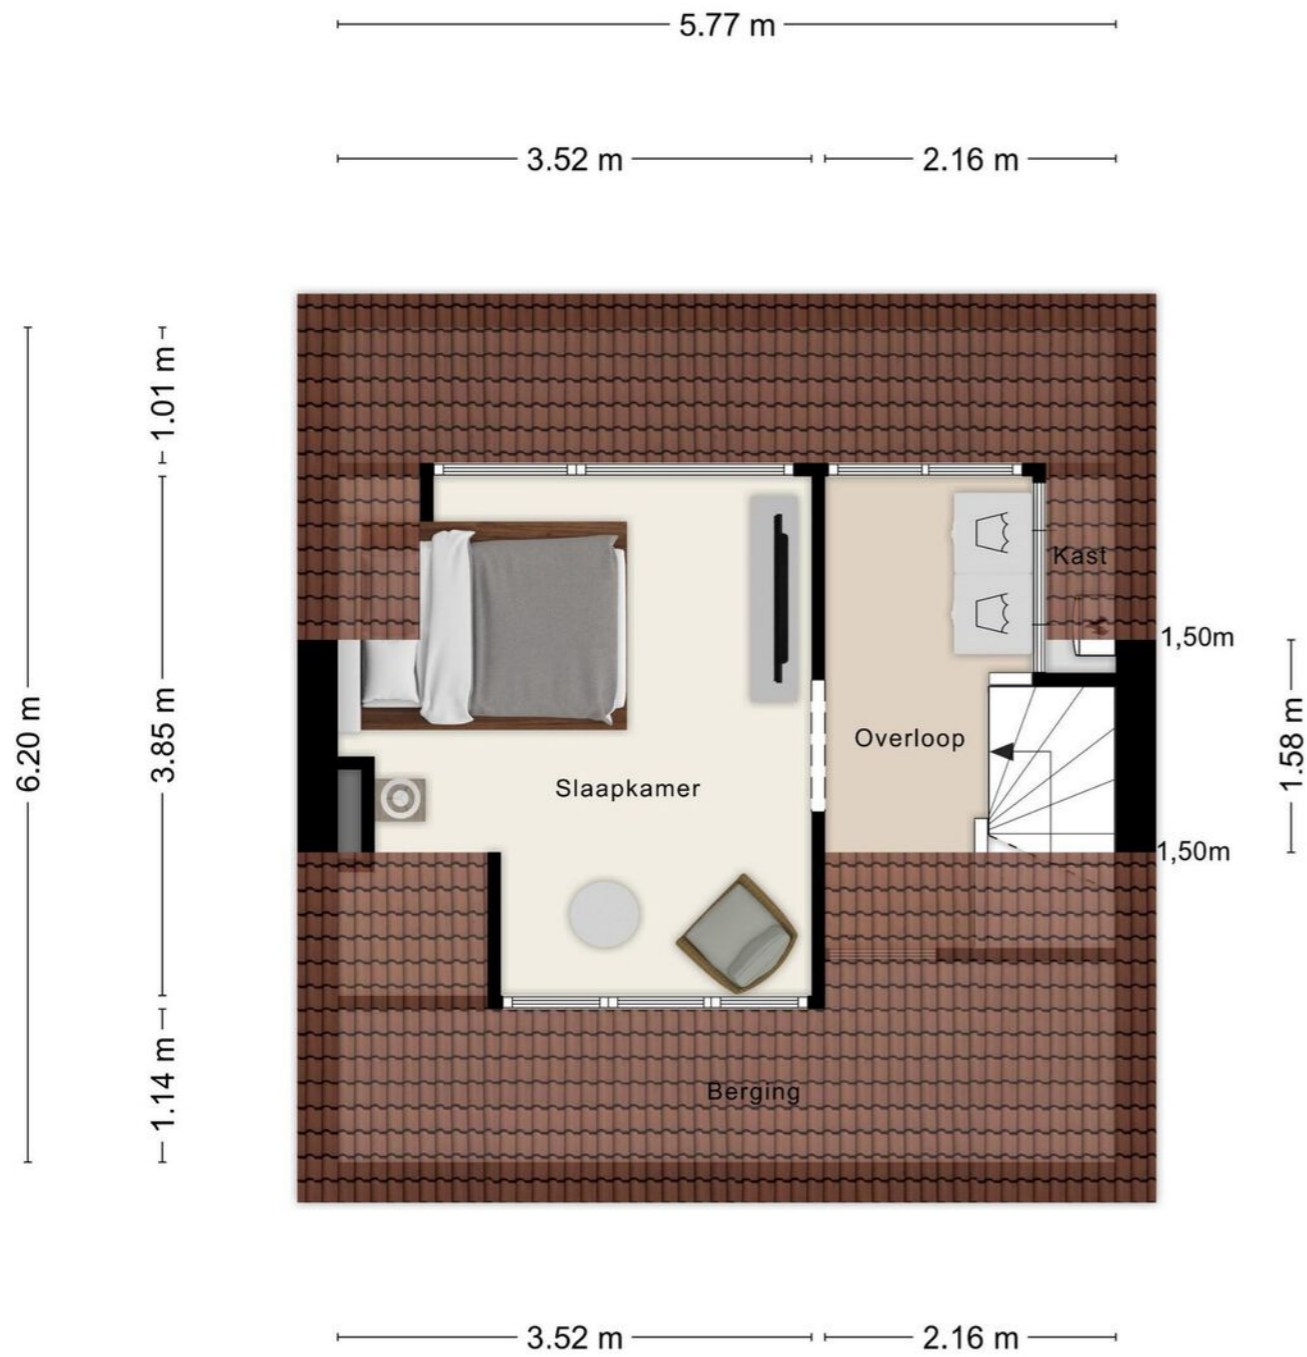 5.77 m
3.52 m
2.16 m
1.01 m
Kast
1,50m
6.20 m
3.85 m
Overloop
1.58 m
Slaapkamer
1,50m
1.14 m
Berging
3.52 m
2.16 m